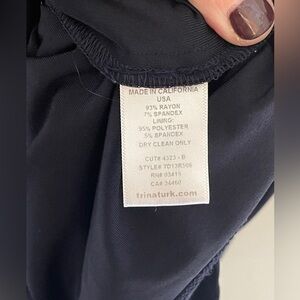 MADE IN CALIFORNIA
USA
93% RAYON
7% SPANDEX
LINING:
95% POLYESTER
5% SPANDEX
DRY CLEAN ONLY
CUT# 4323 - B
STYLE#
RN# 93415
CA# 34460
trinaturk.com